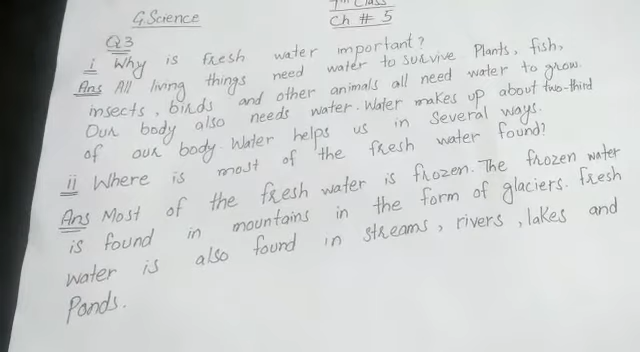 G.Science
7th Class
Ch # 5
Q3
i Why is Fresh water important?
Ans All living things need water to survive. Plants, fish,
insects, birds and other animals all need water to grow.
Our body also needs water. Water makes up about two-third
of our body. Water helps us in several ways.
ii Where is most of the fresh water found?
Ans Most of the fresh water is frozen. The frozen water
is found in mountains in the form of glaciers. Fresh
water is also found in streams, rivers, lakes and
Ponds.